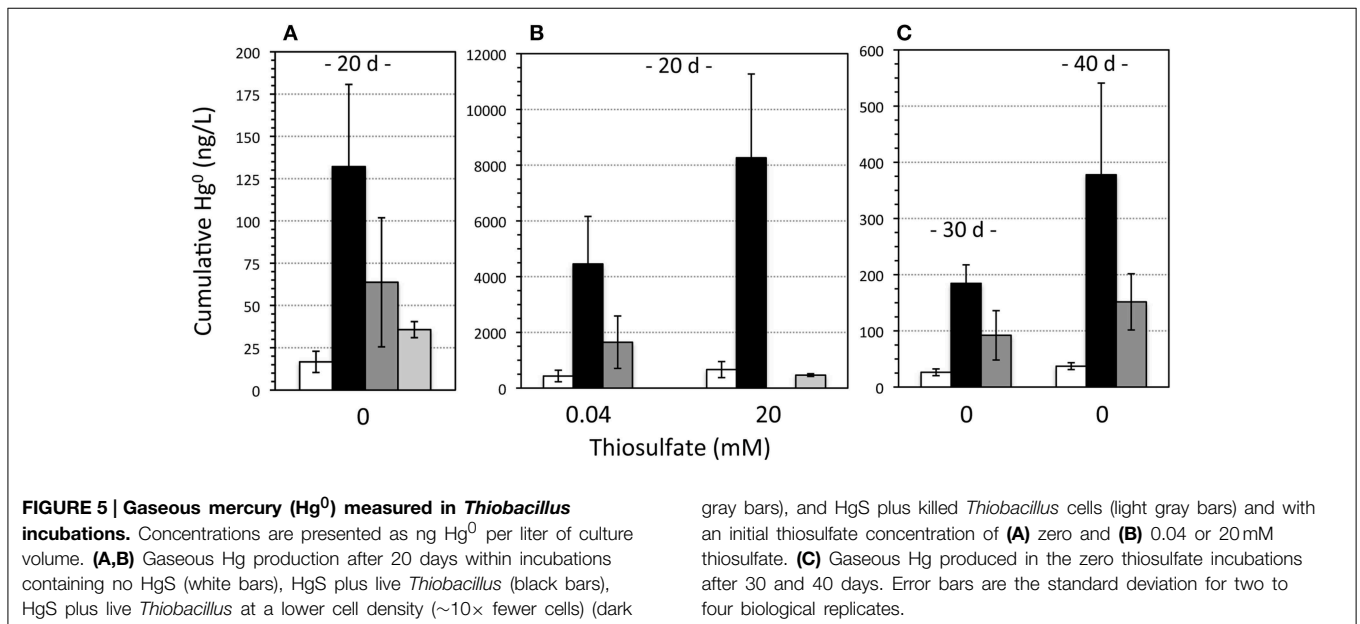 A
B
C
200
175
150
125
100
75
50
25
0
- 20 d -
0
12000
10000
8000
6000
4000
2000
0
- 20 d -
0.04
20
600
500
400
300
200
100
0
- 30 d -
- 40 d -
0
0
Cumulative Hg⁰ (ng/L)
Thiosulfate (mM)
FIGURE 5 | Gaseous mercury (Hg⁰) measured in Thiobacillus
incubations. Concentrations are presented as ng Hg⁰ per liter of culture
volume. (A,B) Gaseous Hg production after 20 days within incubations
containing no HgS (white bars), HgS plus live Thiobacillus (black bars),
HgS plus live Thiobacillus at a lower cell density (~10× fewer cells) (dark
gray bars), and HgS plus killed Thiobacillus cells (light gray bars) and with
an initial thiosulfate concentration of (A) zero and (B) 0.04 or 20 mM
thiosulfate. (C) Gaseous Hg produced in the zero thiosulfate incubations
after 30 and 40 days. Error bars are the standard deviation for two to
four biological replicates.